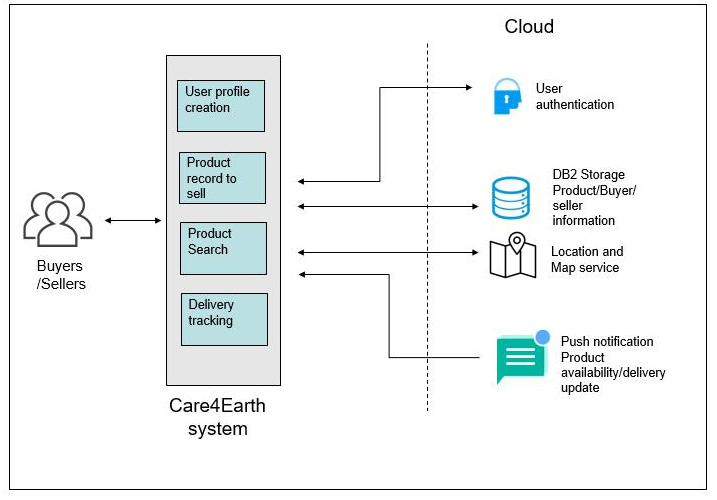 Cloud
User profile
creation
Product
record to
sell
Product
Search
Delivery
tracking
Buyers
/Sellers
Care4Earth
system
User
authentication
DB2 Storage
Product/Buyer/
seller
information
Location and
Map service
Push notification
Product
availability/delivery
update